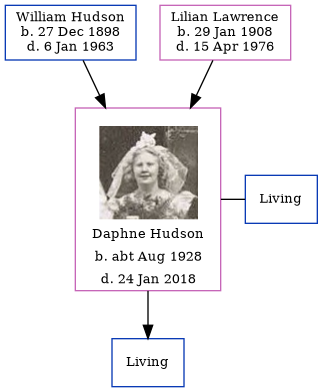 William Hudson
b. 27 Dec 1898
d. 6 Jan 1963
Lilian Lawrence
b. 29 Jan 1908
d. 15 Apr 1976
Daphne Hudson
b. abt Aug 1928
d. 24 Jan 2018
Living
Living